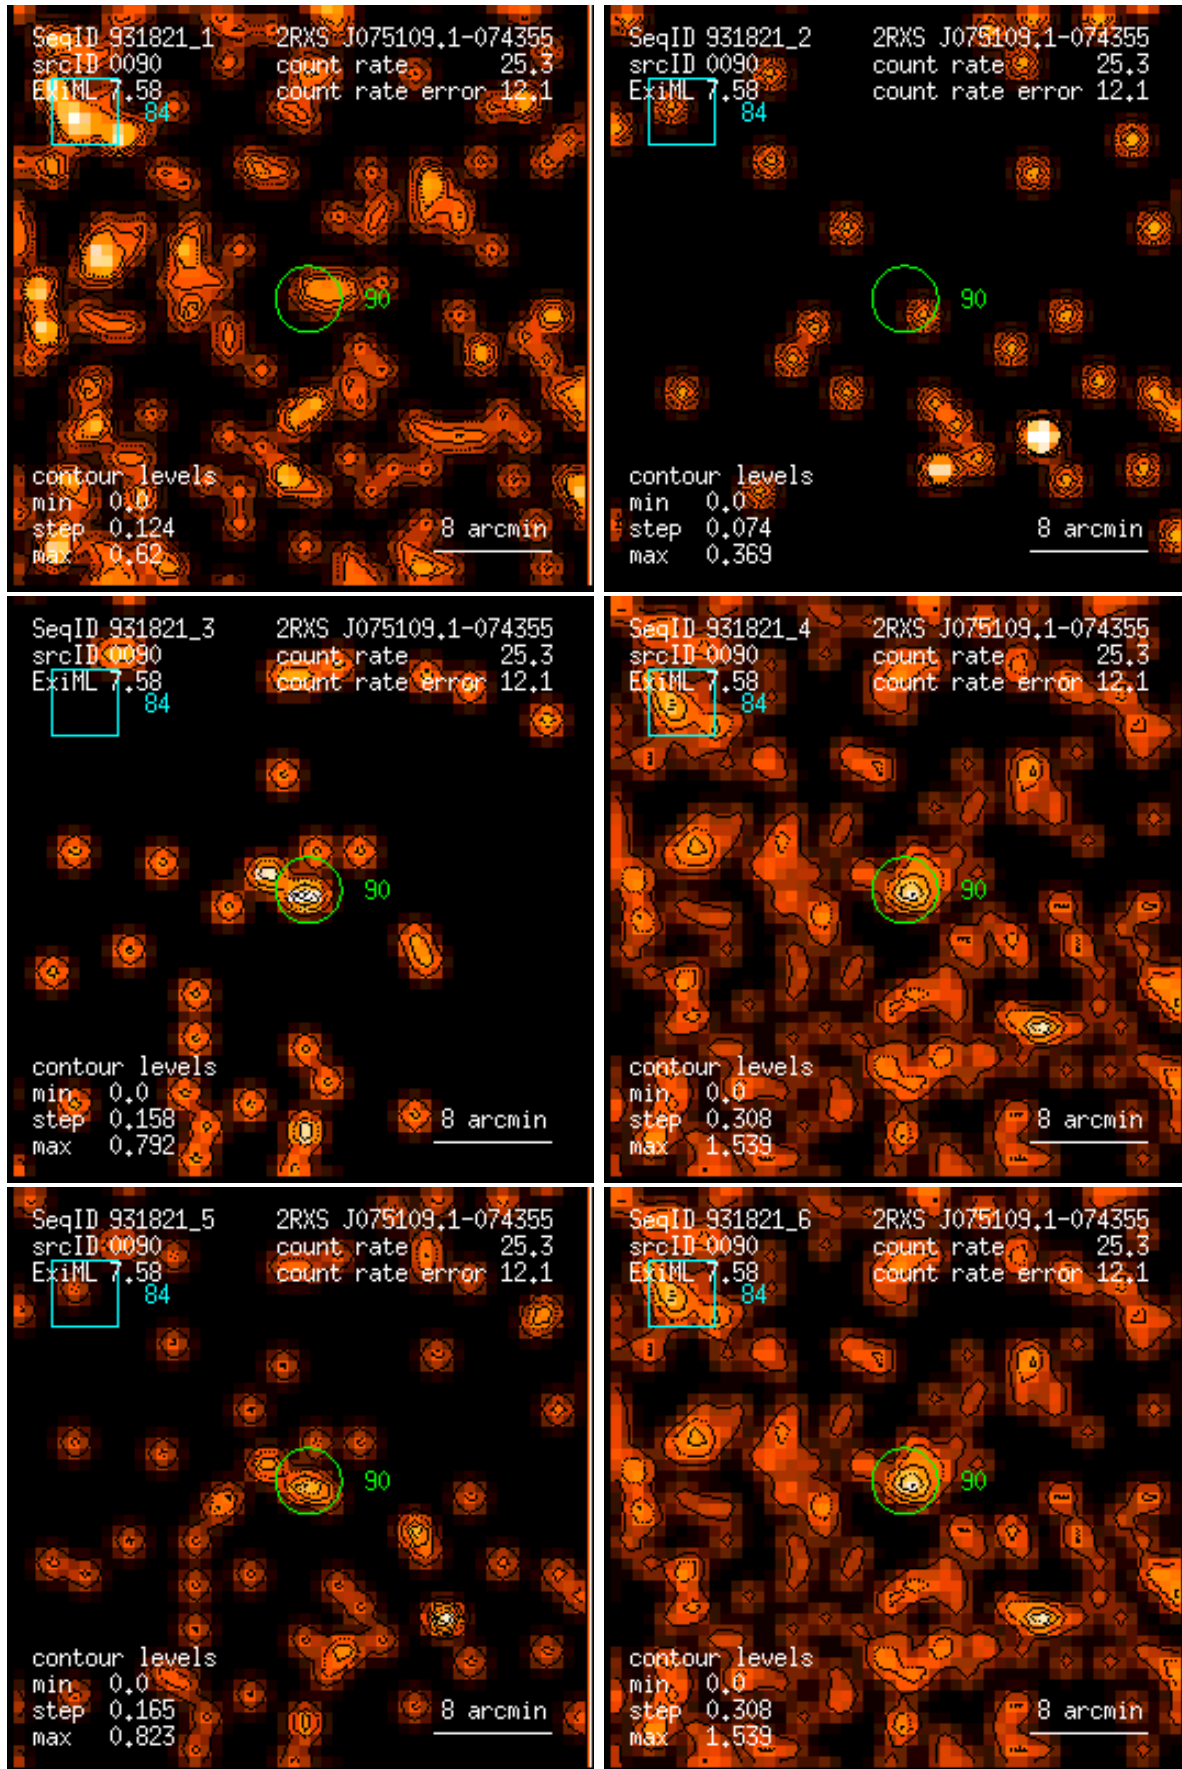 SeqID 931821_1 2RXS J075109.1-074355
srcID 0090 count rate 25.3
ExiML 7.58 count rate error 12.1
84
90
contour levels
min 0.0
step 0.124 8 arcmin
max 0.62
SeqID 931821_2 2RXS J075109.1-074355
srcID 0090 count rate 25.3
ExiML 7.58 count rate error 12.1
84
90
contour levels
min 0.0
step 0.074 8 arcmin
max 0.369
SeqID 931821_3 2RXS J075109.1-074355
srcID 0090 count rate 25.3
ExiML 7.58 count rate error 12.1
84
90
contour levels
min 0.0
step 0.158 8 arcmin
max 0.792
SeqID 931821_4 2RXS J075109.1-074355
srcID 0090 count rate 25.3
ExiML 7.58 count rate error 12.1
84
90
contour levels
min 0.0
step 0.308 8 arcmin
max 1.539
SeqID 931821_5 2RXS J075109.1-074355
srcID 0090 count rate 25.3
ExiML 7.58 count rate error 12.1
84
90
contour levels
min 0.0
step 0.165 8 arcmin
max 0.823
SeqID 931821_6 2RXS J075109.1-074355
srcID 0090 count rate 25.3
ExiML 7.58 count rate error 12.1
84
90
contour levels
min 0.0
step 0.308 8 arcmin
max 1.539